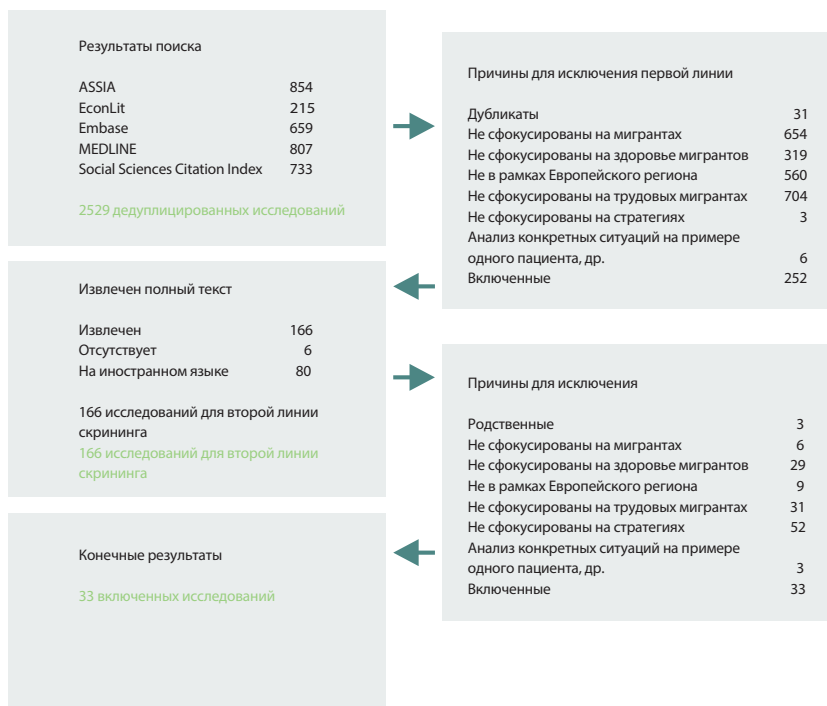 Результаты поиска
ASSIA 854
EconLit 215
Embase 659
MEDLINE 807
Social Sciences Citation Index 733
2529 дедуплицированных исследований
Причины для исключения первой линии
Дубликаты 31
Не сфокусированы на мигрантах 654
Не сфокусированы на здоровье мигрантов 319
Не в рамках Европейского региона 560
Не сфокусированы на трудовых мигрантах 704
Не сфокусированы на стратегиях 3
Анализ конкретных ситуаций на примере
одного пациента, др. 6
Включенные 252
Извлечен полный текст
Извлечен 166
Отсутствует 6
На иностранном языке 80
166 исследований для второй линии
скрининга
166 исследований для второй линии
скрининга
Причины для исключения
Родственные 3
Не сфокусированы на мигрантах 6
Не сфокусированы на здоровье мигрантов 29
Не в рамках Европейского региона 9
Не сфокусированы на трудовых мигрантах 31
Не сфокусированы на стратегиях 52
Анализ конкретных ситуаций на примере
одного пациента, др. 3
Включенные 33
Конечные результаты
33 включенных исследований